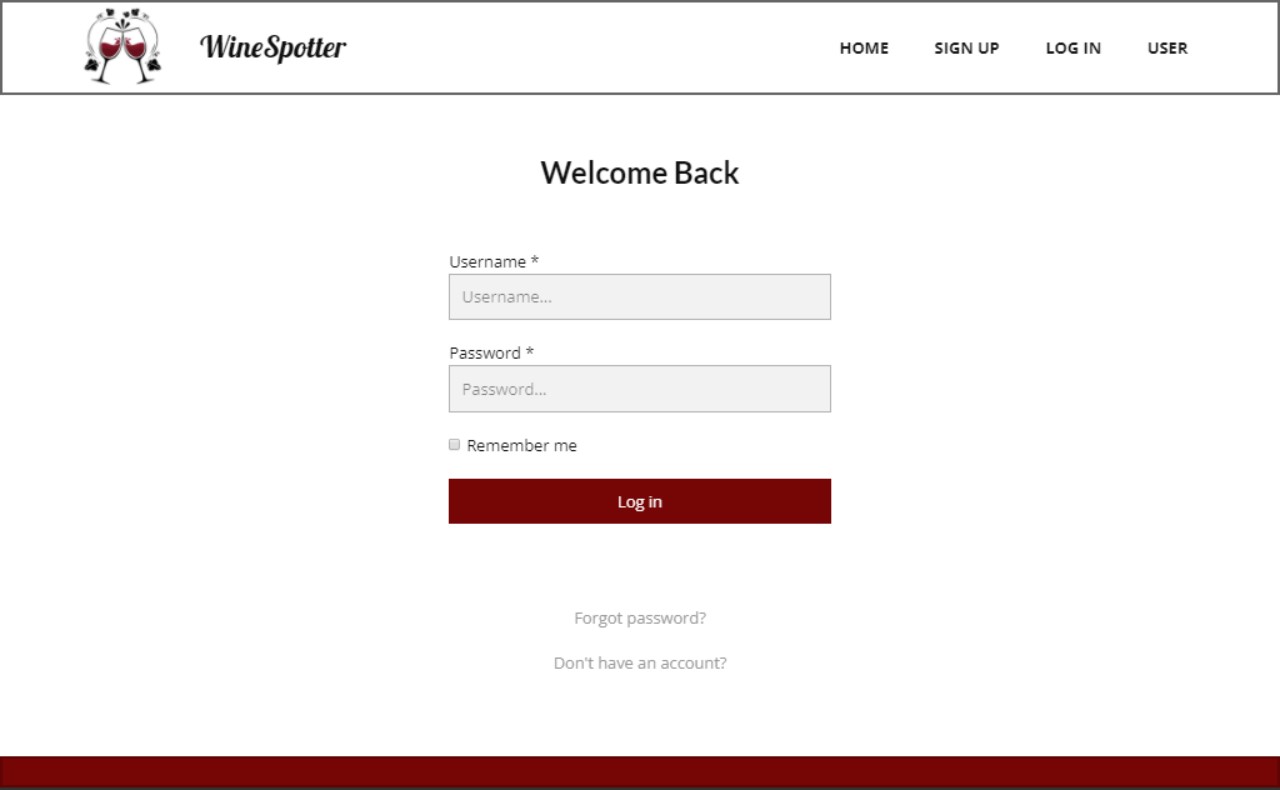 WineSpotter
HOME SIGN UP LOG IN USER
Welcome Back
Username *
Username...
Password *
Password...
Remember me
Log in
Forgot password?
Don't have an account?